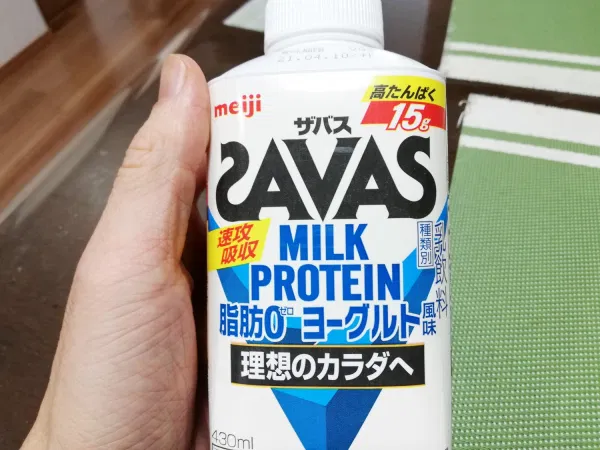 meiji
高たんぱく
15g
ザバス
SAVAS
速攻
吸収
MILK
PROTEIN
種類別
乳飲料
脂肪0ゼロ ヨーグルト風味
理想のカラダへ
430ml